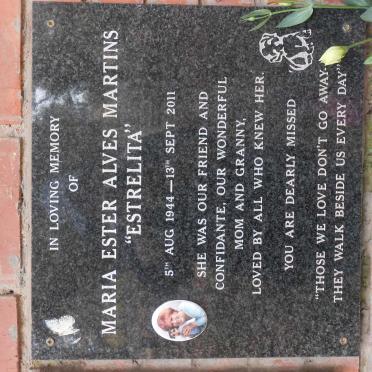 IN LOVING MEMORY
OF
MARIA ESTER ALVES MARTINS
"ESTRELITA"
5TH AUG 1944 — 13TH SEPT 2011
SHE WAS OUR FRIEND AND
CONFIDANTE, OUR WONDERFUL
MOM AND GRANNY,
LOVED BY ALL WHO KNEW HER.
YOU ARE DEARLY MISSED
"THOSE WE LOVE DON'T GO AWAY.
THEY WALK BESIDE US EVERY DAY"